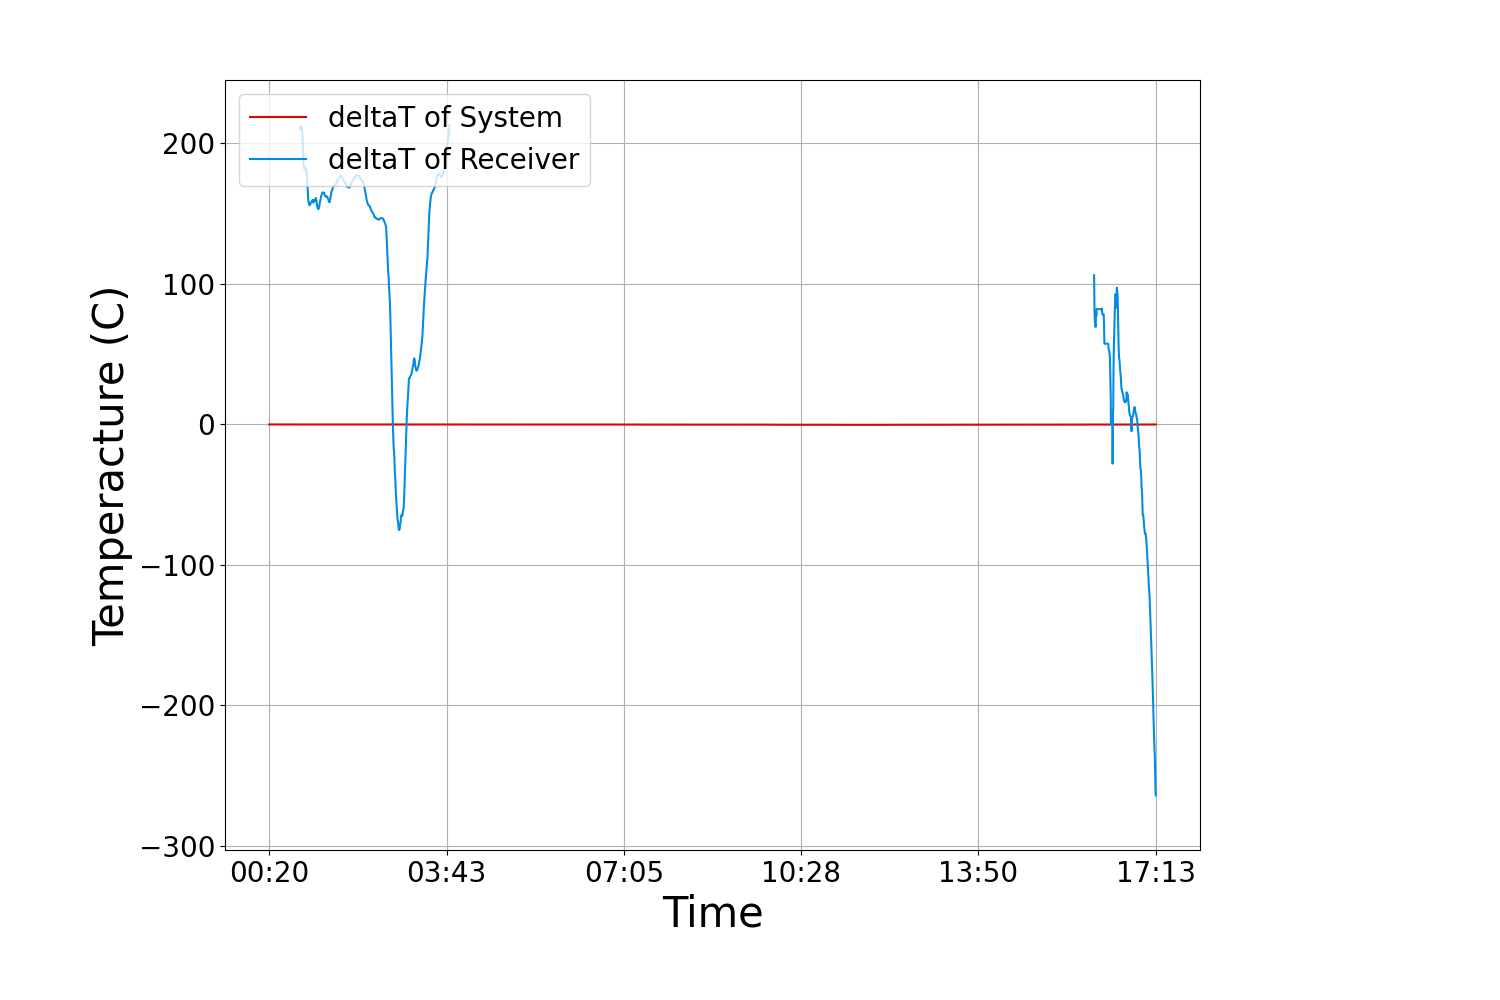 deltaT of System
deltaT of Receiver
200
100
0
−100
−200
−300
Temperacture (C)
00:20 03:43 07:05 10:28 13:50 17:13
Time